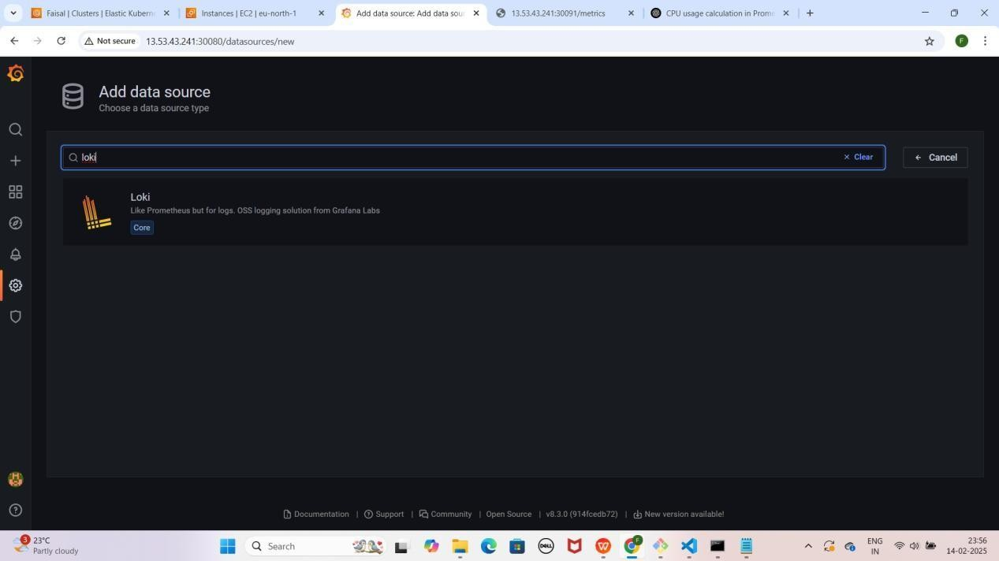 Faisal | Clusters | Elastic Kuberne
Instances | EC2 | eu-north-1
Add data source: Add data sour
13.53.43.241:30091/metrics
CPU usage calculation in Prome
Not secure
13.53.43.241:30080/datasources/new
F
Add data source
Choose a data source type
loki
Clear
Cancel
Loki
Like Prometheus but for logs. OSS logging solution from Grafana Labs
Core
Documentation | Support | Community | Open Source | v8.3.0 (914fcedb72) | New version available!
3
23°C
Partly cloudy
Search
DELL
F
ENG
IN
23:56
14-02-2025